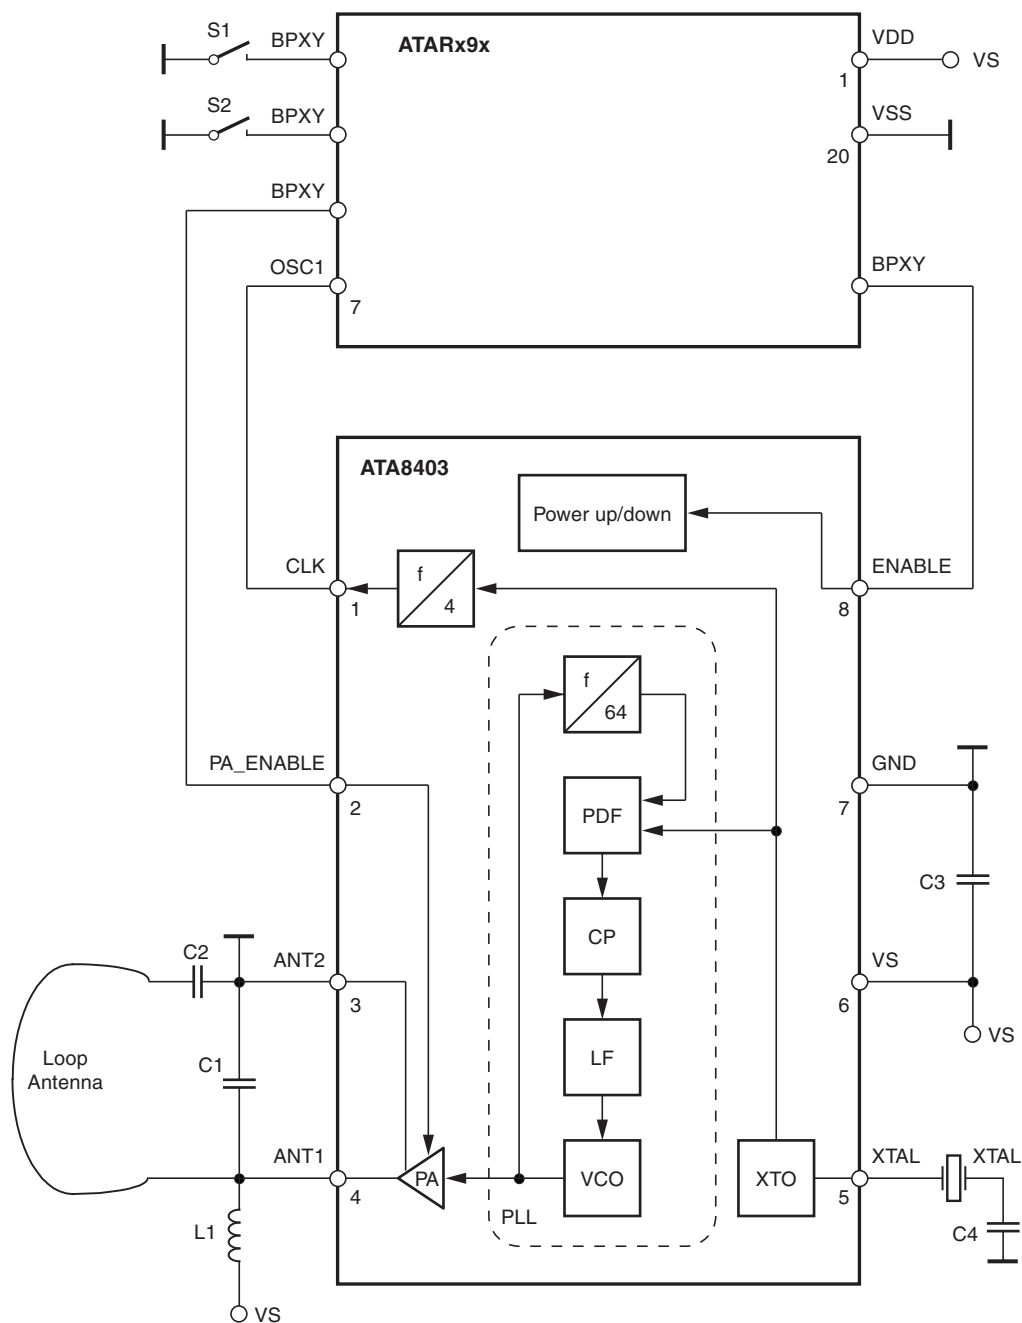 S1
BPXY
ATARx9x
VDD
1
VS
S2
BPXY
VSS
20
BPXY
OSC1
7
BPXY
ATA8403
Power up/down
CLK
1
f
4
ENABLE
8
f
64
PA_ENABLE
2
PDF
GND
7
C3
CP
C2
ANT2
3
VS
6
VS
Loop
Antenna
C1
LF
ANT1
4
PA
VCO
PLL
XTO
XTAL
5
XTAL
C4
L1
VS